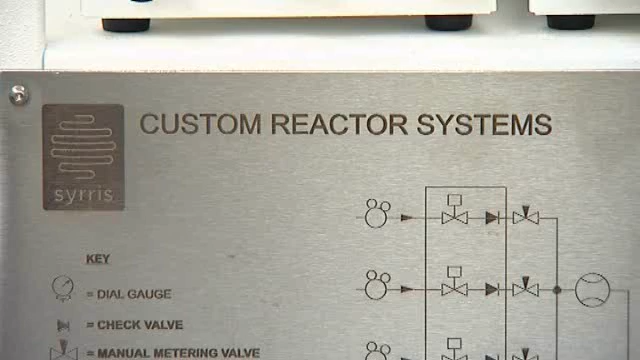 CUSTOM REACTOR SYSTEMS
syrris
KEY
= DIAL GAUGE
= CHECK VALVE
= MANUAL METERING VALVE